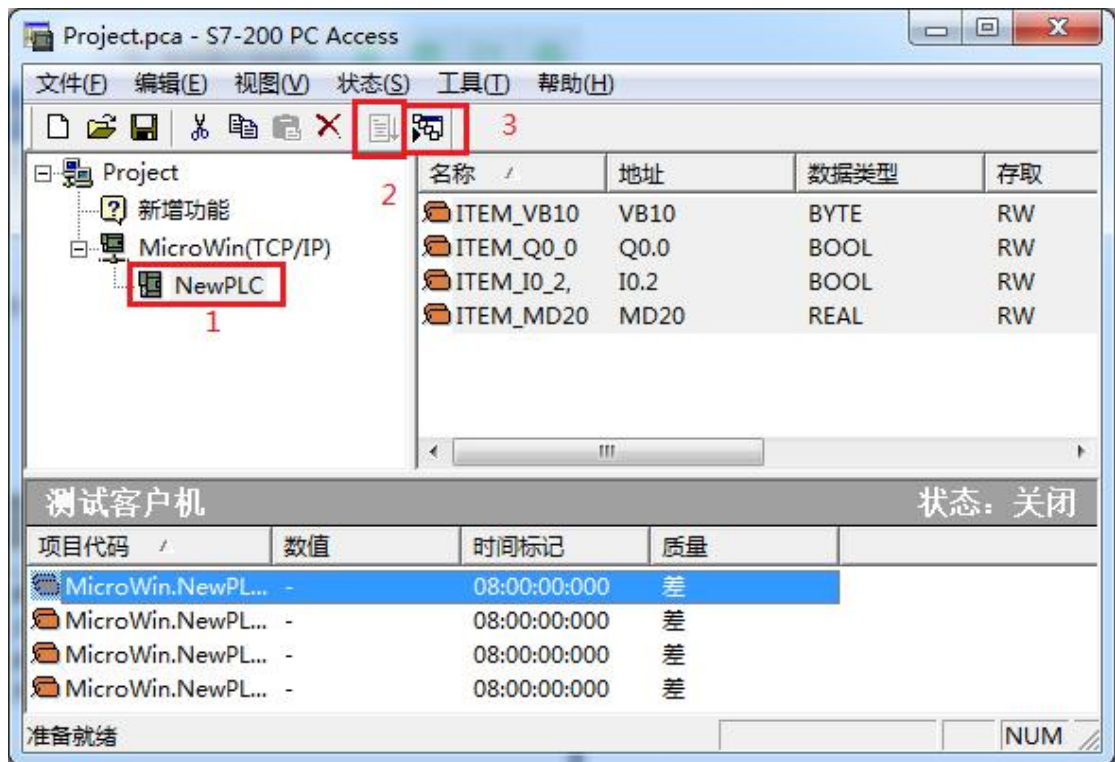 Project.pca - S7-200 PC Access
文件(F) 编辑(E) 视图(V) 状态(S) 工具(T) 帮助(H)
3
Project
2
新增功能
MicroWin(TCP/IP)
NewPLC
1
名称 地址 数据类型 存取
ITEM_VB10 VB10 BYTE RW
ITEM_Q0_0 Q0.0 BOOL RW
ITEM_I0_2, I0.2 BOOL RW
ITEM_MD20 MD20 REAL RW
测试客户机 状态：关闭
项目代码 数值 时间标记 质量
MicroWin.NewPL... - 08:00:00:000 差
MicroWin.NewPL... - 08:00:00:000 差
MicroWin.NewPL... - 08:00:00:000 差
MicroWin.NewPL... - 08:00:00:000 差
准备就绪 NUM